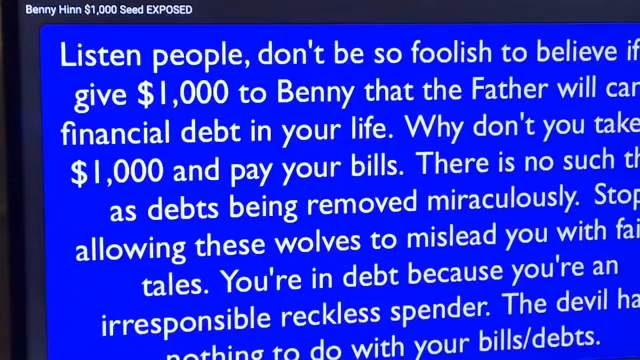 Benny Hinn $1,000 Seed EXPOSED
Listen people, don't be so foolish to believe if
give $1,000 to Benny that the Father will can
financial debt in your life. Why don't you take
$1,000 and pay your bills. There is no such th
as debts being removed miraculously. Stop
allowing these wolves to mislead you with fai
tales. You're in debt because you're an
irresponsible reckless spender. The devil ha
nothing to do with your bills/debts.